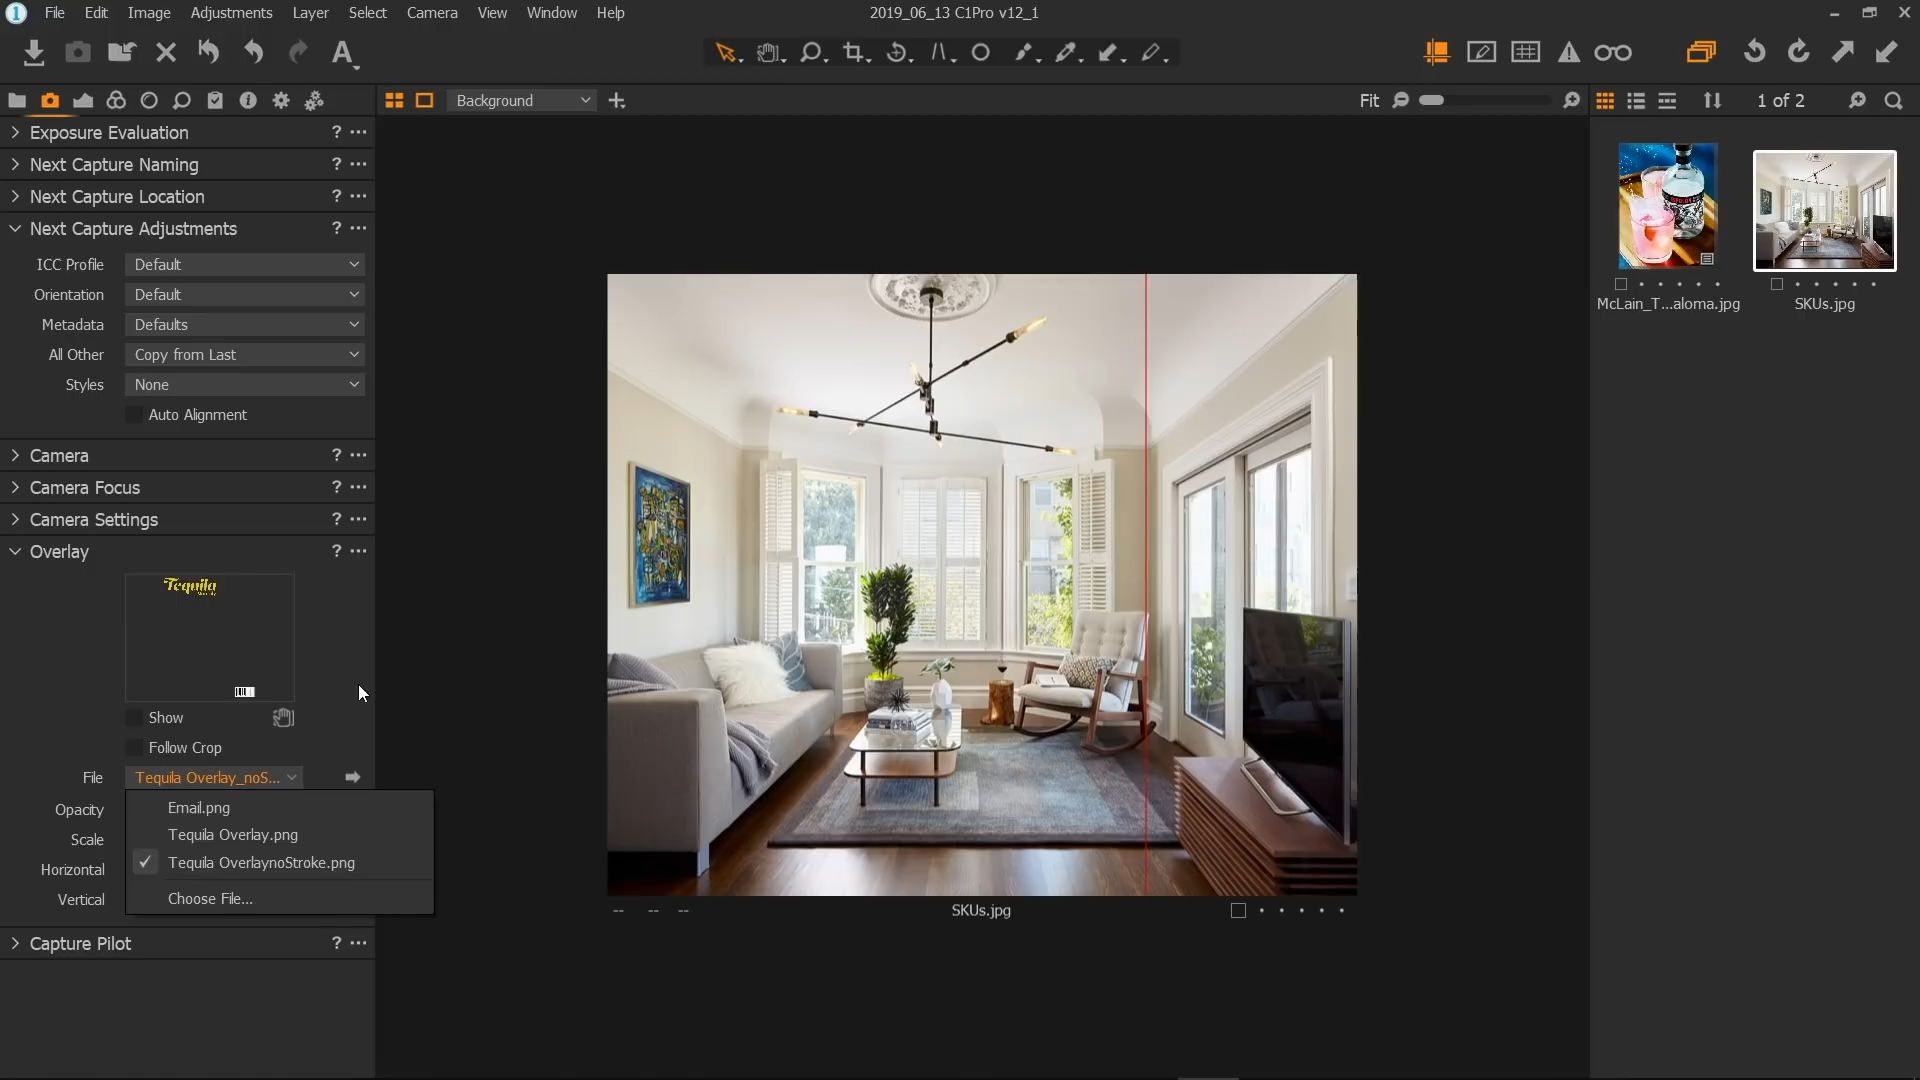 File Edit Image Adjustments Layer Select Camera View Window Help
2019_06_13 C1Pro v12_1
Background
Fit
1 of 2
Exposure Evaluation ? ...
Next Capture Naming ? ...
Next Capture Location ? ...
Next Capture Adjustments ? ...
ICC Profile Default
Orientation Default
Metadata Defaults
All Other Copy from Last
Styles None
Auto Alignment
Camera ? ...
Camera Focus ? ...
Camera Settings ? ...
Overlay ? ...
Tequila
Show
Follow Crop
File Tequila Overlay_noS...
Opacity
Scale
Horizontal
Vertical
Email.png
Tequila Overlay.png
Tequila OverlaynoStroke.png
Choose File...
Capture Pilot ? ...
-- -- --
SKUs.jpg
McLain_T...aloma.jpg
SKUs.jpg